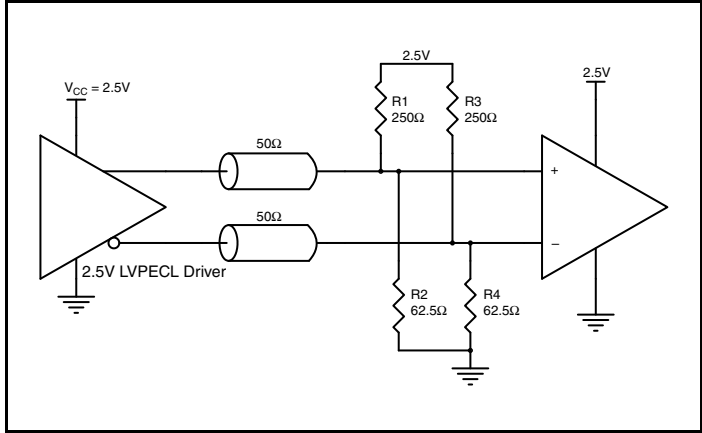 2.5V
V_CC = 2.5V
2.5V
R1
250Ω
R3
250Ω
50Ω
+
50Ω
–
2.5V LVPECL Driver
R2
62.5Ω
R4
62.5Ω